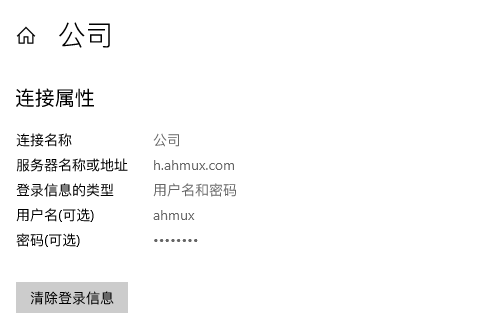 公司
连接属性
连接名称 公司
服务器名称或地址 h.ahmux.com
登录信息的类型 用户名和密码
用户名(可选) ahmux
密码(可选) ••••••••
清除登录信息